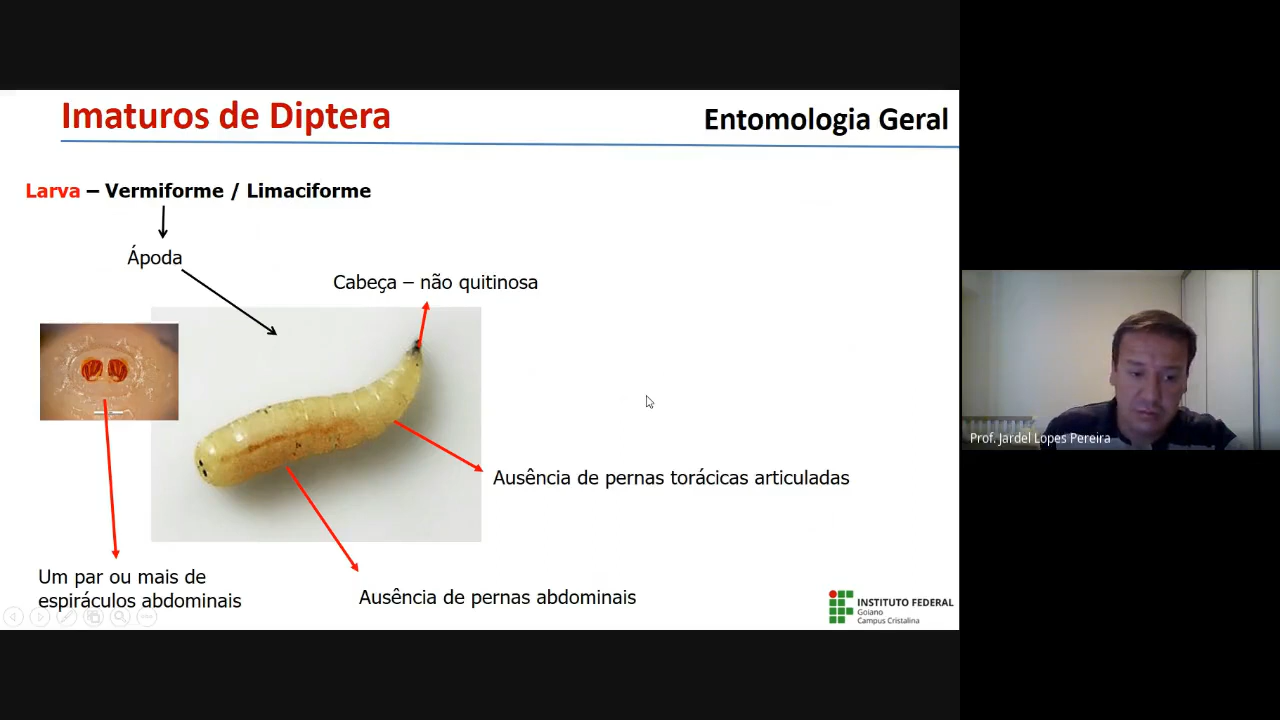 Imaturos de Diptera
Entomologia Geral
Larva – Vermiforme / Limaciforme
Ápoda
Cabeça – não quitinosa
Prof. Jardel Lopes Pereira
Ausência de pernas torácicas articuladas
Um par ou mais de
espiráculos abdominais
Ausência de pernas abdominais
INSTITUTO FEDERAL
Goiano
Campus Cristalina